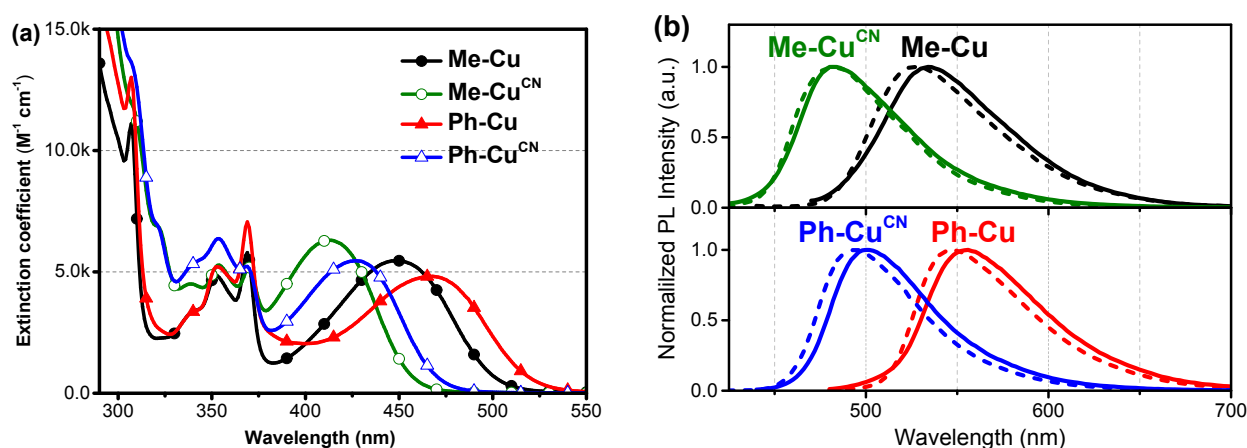 (a)
15.0k
10.0k
5.0k
0.0
300 350 400 450 500 550
Wavelength (nm)
Extinction coefficient (M⁻¹ cm⁻¹)
Me-Cu
Me-Cuᶜᴺ
Ph-Cu
Ph-Cuᶜᴺ
(b)
Me-Cuᶜᴺ Me-Cu
1.0
0.5
0.0
Ph-Cuᶜᴺ Ph-Cu
1.0
0.5
0.0
500 550 600 700
Wavelength (nm)
Normalized PL Intensity (a.u.)